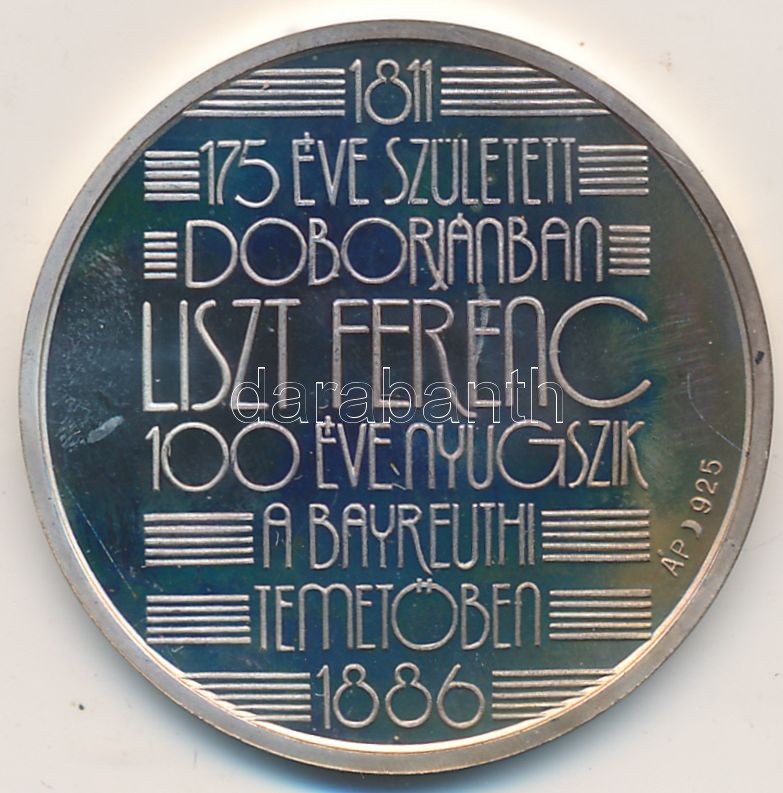 1811
175 ÉVE SZÜLETETT
DOBORJÁNBAN
LISZT FERENC
darabanth
100 ÉVE NYUGSZIK
A BAYREUTHI
TEMETŐBEN
1886
ÁP 925